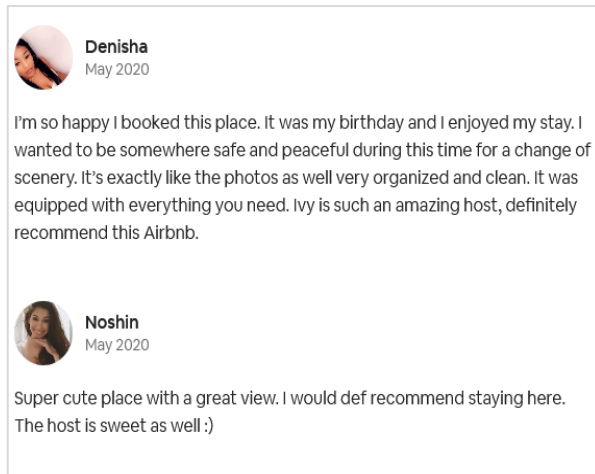 Denisha
May 2020
I'm so happy I booked this place. It was my birthday and I enjoyed my stay. I
wanted to be somewhere safe and peaceful during this time for a change of
scenery. It's exactly like the photos as well very organized and clean. It was
equipped with everything you need. Ivy is such an amazing host, definitely
recommend this Airbnb.
Noshin
May 2020
Super cute place with a great view. I would def recommend staying here.
The host is sweet as well :)